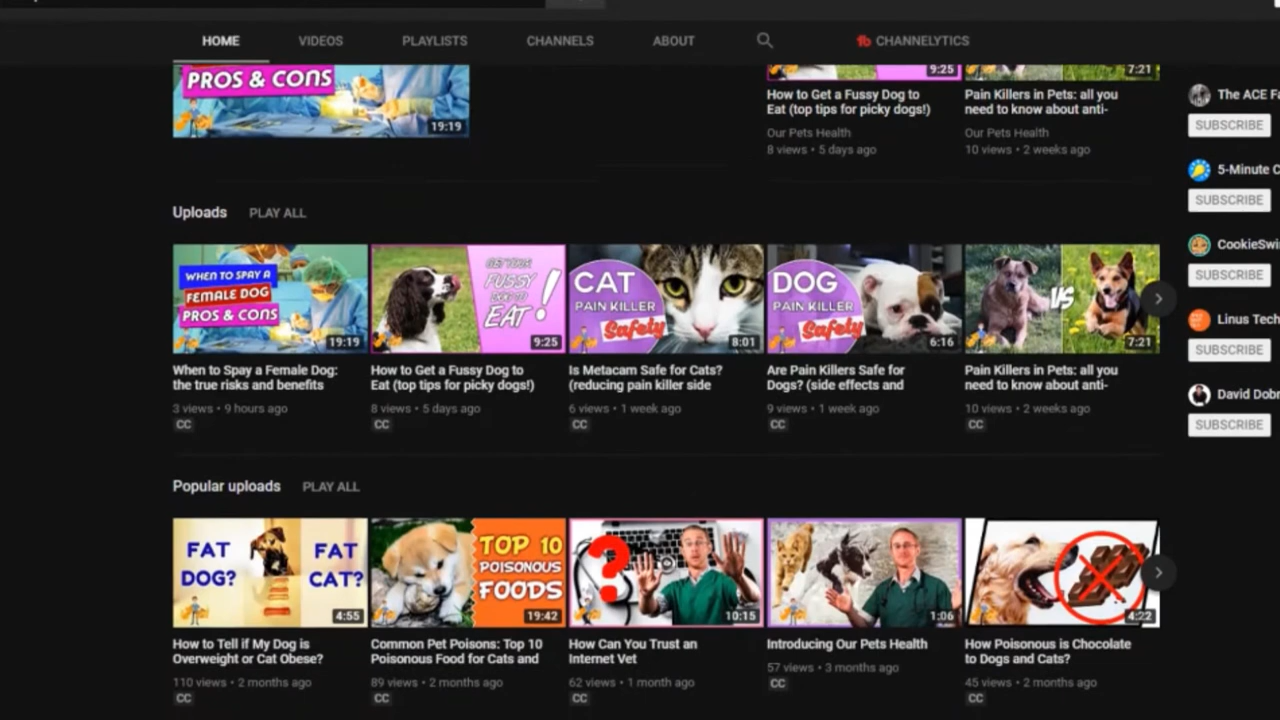 HOME VIDEOS PLAYLISTS CHANNELS ABOUT CHANNELYTICS
PROS & CONS
19:19
9:25
7:21
How to Get a Fussy Dog to
Eat (top tips for picky dogs!)
Our Pets Health
8 views • 5 days ago
Pain Killers in Pets: all you
need to know about anti-
Our Pets Health
10 views • 2 weeks ago
The ACE Fa
SUBSCRIBE
5-Minute C
SUBSCRIBE
CookieSwi
SUBSCRIBE
Linus Tech
SUBSCRIBE
David Dobr
SUBSCRIBE
Uploads PLAY ALL
WHEN TO SPAY A
FEMALE DOG
PROS & CONS
19:19
When to Spay a Female Dog:
the true risks and benefits
3 views • 9 hours ago
CC
GET YOUR
FUSSY
DOG TO
EAT!
9:25
How to Get a Fussy Dog to
Eat (top tips for picky dogs!)
8 views • 5 days ago
CC
CAT
PAIN KILLER
Safety
8:01
Is Metacam Safe for Cats?
(reducing pain killer side
6 views • 1 week ago
CC
DOG
PAIN KILLER
Safety
6:16
Are Pain Killers Safe for
Dogs? (side effects and
9 views • 1 week ago
CC
VS
7:21
Pain Killers in Pets: all you
need to know about anti-
10 views • 2 weeks ago
CC
Popular uploads PLAY ALL
FAT
DOG?
FAT
CAT?
4:55
How to Tell if My Dog is
Overweight or Cat Obese?
110 views • 2 months ago
CC
TOP 10
POISONOUS
FOODS
19:42
Common Pet Poisons: Top 10
Poisonous Food for Cats and
89 views • 2 months ago
CC
?
10:15
How Can You Trust an
Internet Vet
62 views • 1 month ago
CC
1:06
Introducing Our Pets Health
57 views • 3 months ago
CC
4:22
How Poisonous is Chocolate
to Dogs and Cats?
45 views • 2 months ago
CC